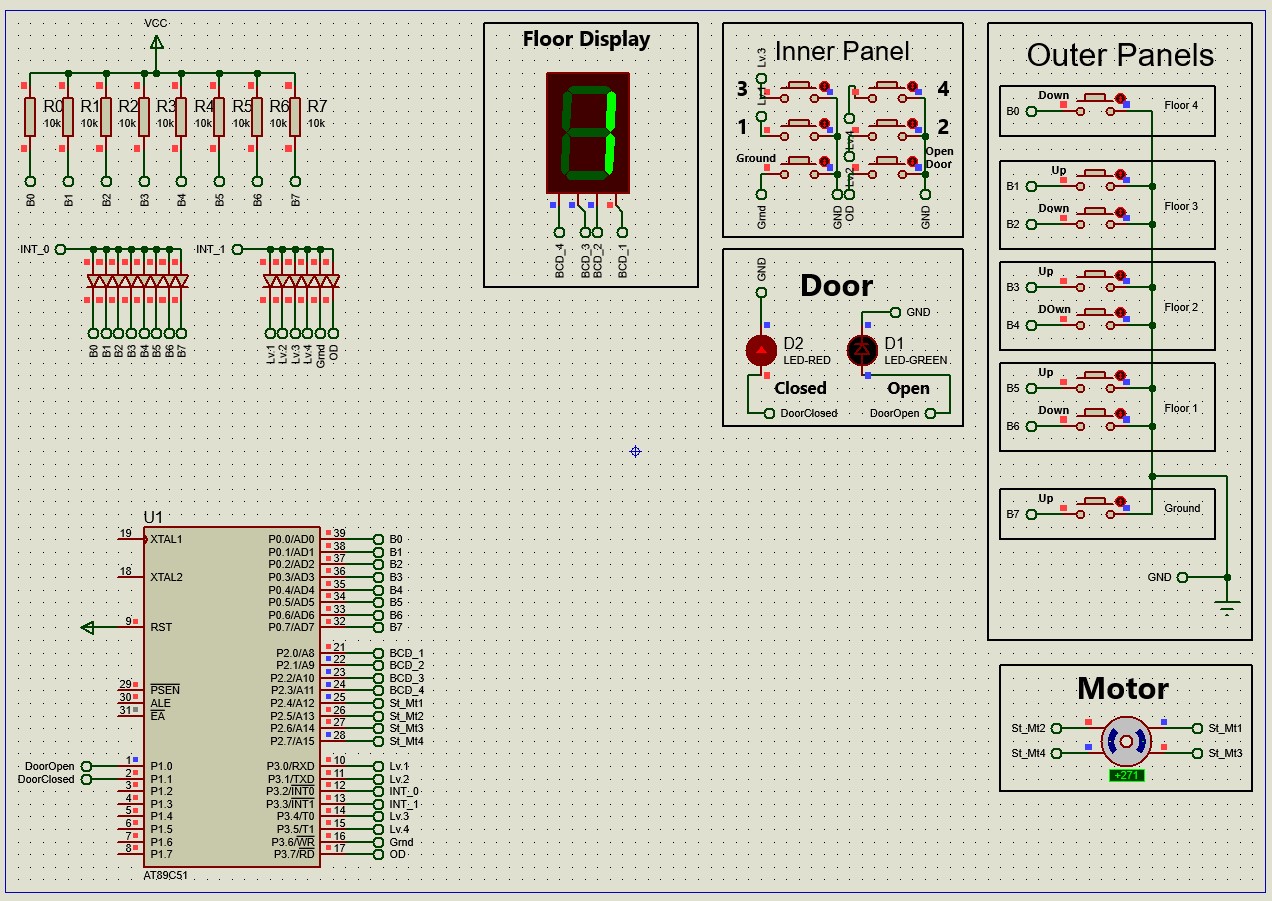 VCC
R0 R1 R2 R3 R4 R5 R6 R7
10k 10k 10k 10k 10k 10k 10k 10k
B0 B1 B2 B3 B4 B5 B6 B7
INT_0 INT_1
B0 B1 B2 B3 B4 B5 B6 B7
Lv.1 Lv.2 Lv.3 Lv.4 Grnd OD
Floor Display
1
BCD_4 BCD_3 BCD_2 BCD_1
Inner Panel
Lv.3
3 4
Lv.1
1 2
Lv.4
Ground Open
Door
Lv.2
Grnd GND OD GND
GND
Door
GND
D2 D1
LED-RED LED-GREEN
Closed Open
DoorClosed DoorOpen
Outer Panels
Down
B0 Floor 4
Up
B1
Floor 3
Down
B2
Up
B3
Floor 2
DOwn
B4
Up
B5
Floor 1
Down
B6
Up
B7 Ground
GND
Motor
St_Mt2 St_Mt1
St_Mt4 St_Mt3
+271
U1
19 XTAL1 P0.0/AD0 39 B0
P0.1/AD1 38 B1
P0.2/AD2 37 B2
18 XTAL2 P0.3/AD3 36 B3
P0.4/AD4 35 B4
P0.5/AD5 34 B5
P0.6/AD6 33 B6
9 RST P0.7/AD7 32 B7
P2.0/A8 21 BCD_1
P2.1/A9 22 BCD_2
P2.2/A10 23 BCD_3
29 PSEN P2.3/A11 24 BCD_4
30 ALE P2.4/A12 25 St_Mt1
31 EA P2.5/A13 26 St_Mt2
P2.6/A14 27 St_Mt3
P2.7/A15 28 St_Mt4
DoorOpen 1 P1.0 P3.0/RXD 10 Lv.1
DoorClosed 2 P1.1 P3.1/TXD 11 Lv.2
3 P1.2 P3.2/INT0 12 INT_0
4 P1.3 P3.3/INT1 13 INT_1
5 P1.4 P3.4/T0 14 Lv.3
6 P1.5 P3.5/T1 15 Lv.4
7 P1.6 P3.6/WR 16 Grnd
8 P1.7 P3.7/RD 17 OD
AT89C51